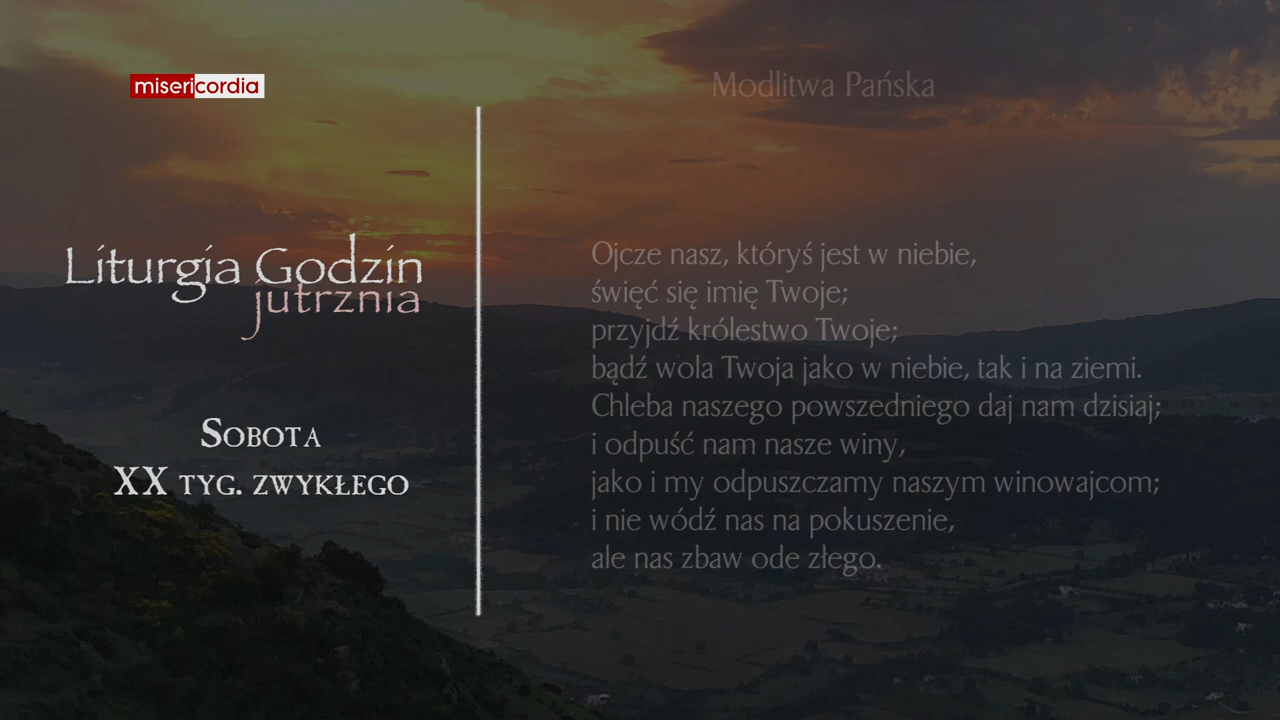 misericordia
Liturgia Godzin
jutrznia
Sobota
XX tyg. zwykłego
Modlitwa Pańska
Ojcze nasz, któryś jest w niebie,
święć się imię Twoje;
przyjdź królestwo Twoje;
bądź wola Twoja jako w niebie, tak i na ziemi.
Chleba naszego powszedniego daj nam dzisiaj;
i odpuść nam nasze winy,
jako i my odpuszczamy naszym winowajcom;
i nie wódź nas na pokuszenie,
ale nas zbaw ode złego.